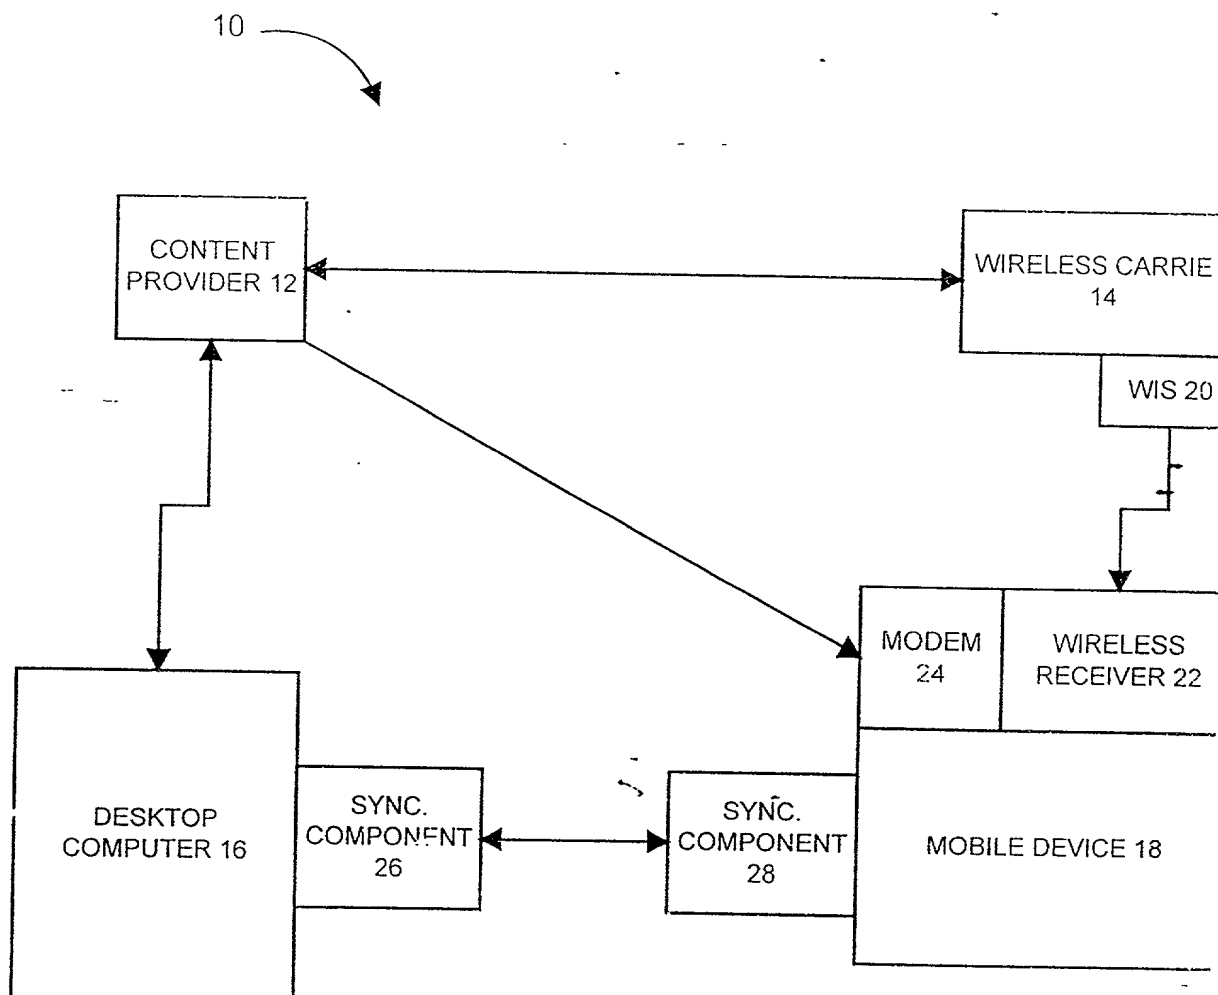 10
CONTENT
PROVIDER 12
WIRELESS CARRIE
14
WIS 20
MODEM
24
WIRELESS
RECEIVER 22
DESKTOP
COMPUTER 16
SYNC.
COMPONENT
26
SYNC.
COMPONENT
28
MOBILE DEVICE 18